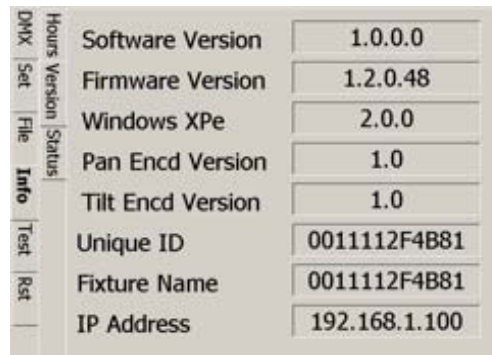 DMX Set File Info Test Rst
Hours Version Status
Software Version 1.0.0.0
Firmware Version 1.2.0.48
Windows XPe 2.0.0
Pan Encd Version 1.0
Tilt Encd Version 1.0
Unique ID 0011112F4B81
Fixture Name 0011112F4B81
IP Address 192.168.1.100